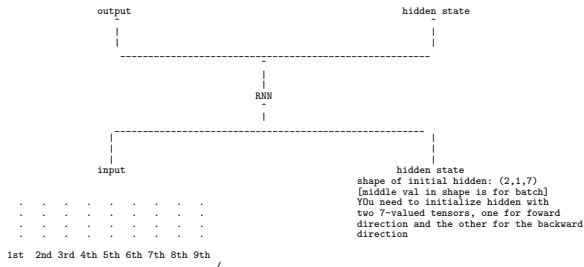 output hidden state
RNN
input hidden state
shape of initial hidden: (2,1,7)
[middle val in shape is for batch]
YOu need to initialize hidden with
two 7-valued tensors, one for foward
direction and the other for the backward
direction
1st 2nd 3rd 4th 5th 6th 7th 8th 9th